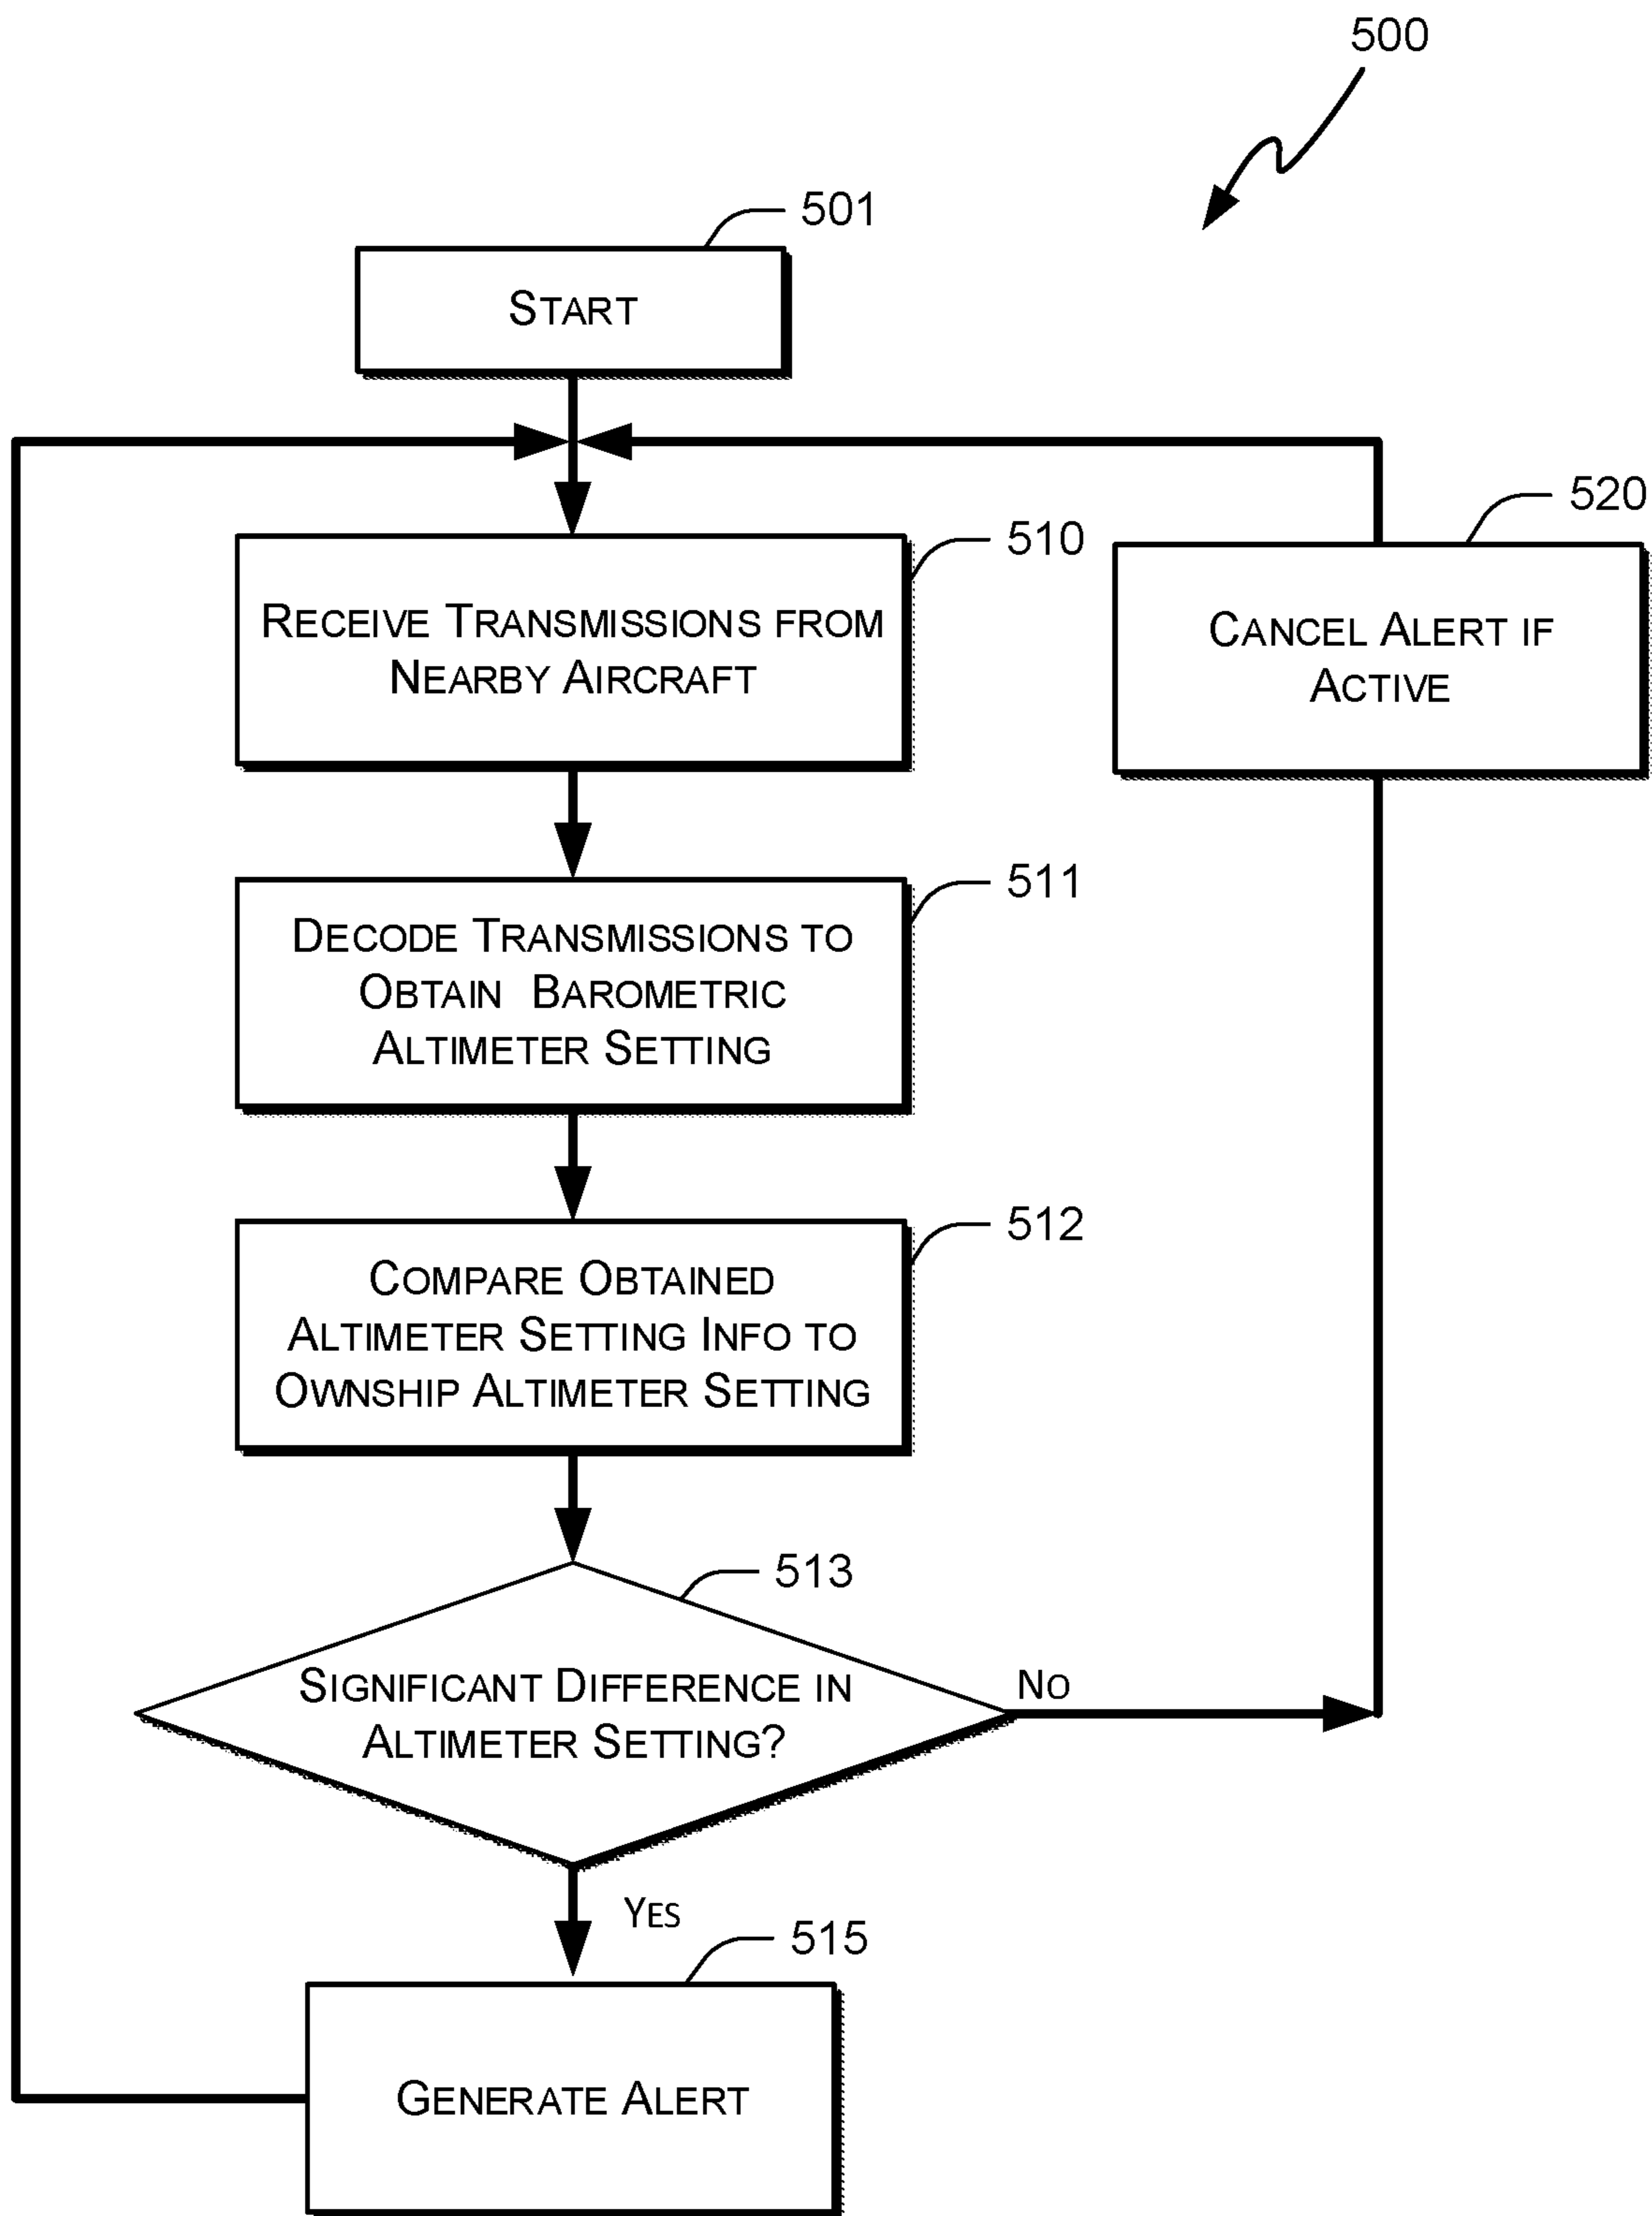 500
501
START
520
510
RECEIVE TRANSMISSIONS FROM
NEARBY AIRCRAFT
CANCEL ALERT IF
ACTIVE
511
DECODE TRANSMISSIONS TO
OBTAIN BAROMETRIC
ALTIMETER SETTING
512
COMPARE OBTAINED
ALTIMETER SETTING INFO TO
OWNSHIP ALTIMETER SETTING
513
SIGNIFICANT DIFFERENCE IN
ALTIMETER SETTING?
NO
YES
515
GENERATE ALERT